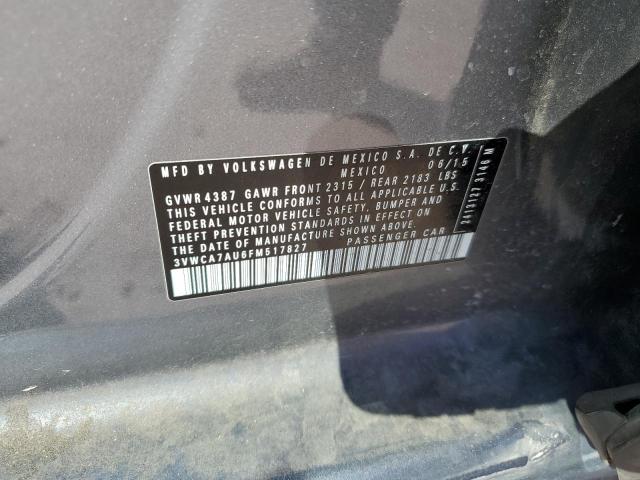 MFD BY VOLKSWAGEN DE MEXICO S.A. DE C.V.
MEXICO 06/15
GVWR 4387 GAWR FRONT 2315 / REAR 2183 LBS
THIS VEHICLE CONFORMS TO ALL APPLICABLE U.S.
FEDERAL MOTOR VEHICLE SAFETY, BUMPER AND
THEFT PREVENTION STANDARDS IN EFFECT ON
THE DATE OF MANUFACTURE SHOWN ABOVE.
3VWCA7AU6FM517827 PASSENGER CAR